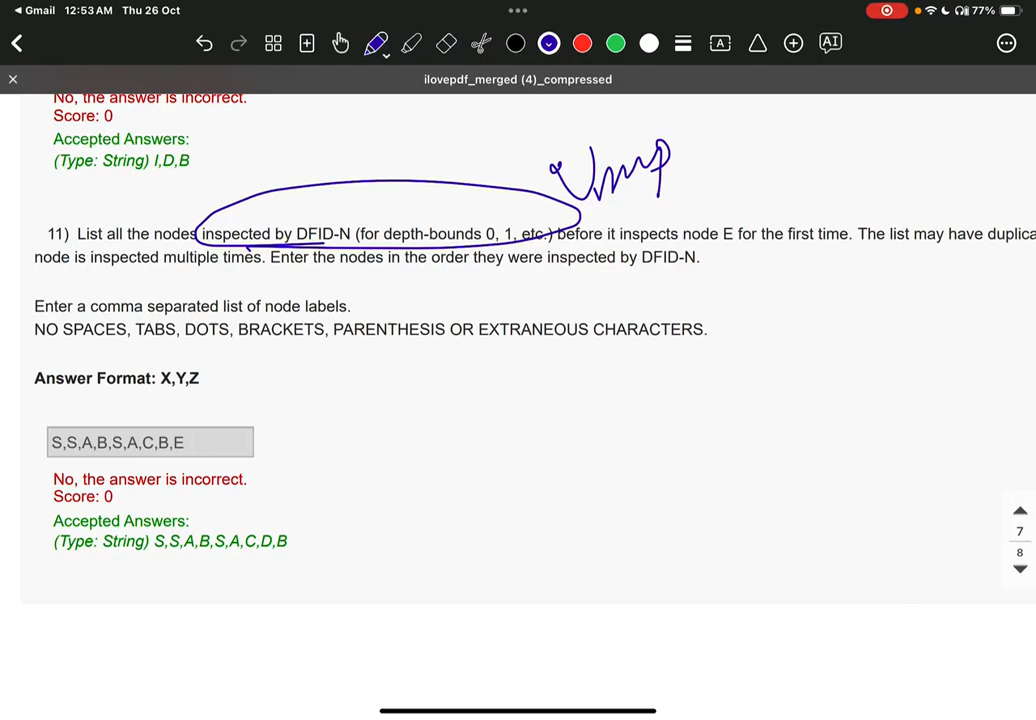 Gmail 12:53 AM Thu 26 Oct
77%
A
AI
ilovepdf_merged (4)_compressed
No, the answer is incorrect.
Score: 0
Accepted Answers:
(Type: String) I,D,B
Vimp
11) List all the nodes inspected by DFID-N (for depth-bounds 0, 1, etc.) before it inspects node E for the first time. The list may have duplica
node is inspected multiple times. Enter the nodes in the order they were inspected by DFID-N.
Enter a comma separated list of node labels.
NO SPACES, TABS, DOTS, BRACKETS, PARENTHESIS OR EXTRANEOUS CHARACTERS.
Answer Format: X,Y,Z
S,S,A,B,S,A,C,B,E
No, the answer is incorrect.
Score: 0
Accepted Answers:
(Type: String) S,S,A,B,S,A,C,D,B
7
8